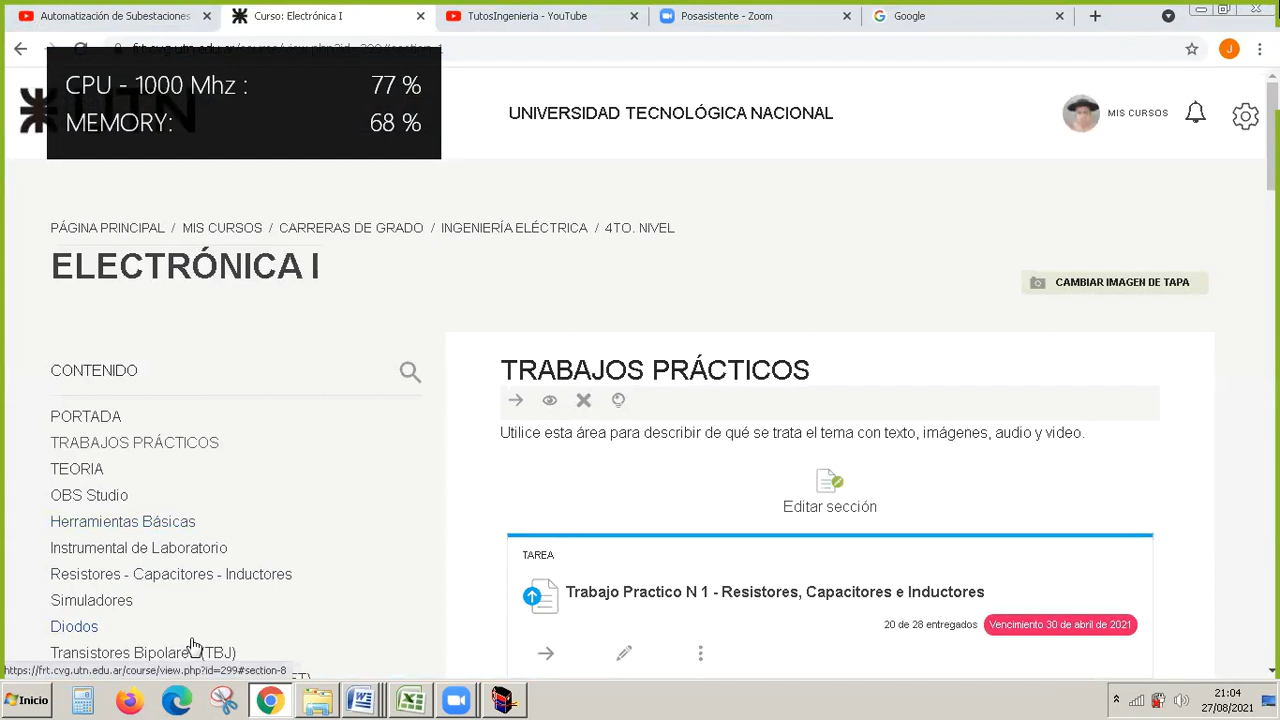 Automatización de Subestaciones
Curso: Electrónica I
TutosIngenieria - YouTube
Posasistente - Zoom
Google
J
CPU - 1000 Mhz : 77 %
MEMORY: 68 %
UTN
UNIVERSIDAD TECNOLÓGICA NACIONAL
MIS CURSOS
PÁGINA PRINCIPAL / MIS CURSOS / CARRERAS DE GRADO / INGENIERÍA ELÉCTRICA / 4TO. NIVEL
ELECTRÓNICA I
CAMBIAR IMAGEN DE TAPA
CONTENIDO
PORTADA
TRABAJOS PRÁCTICOS
TEORIA
OBS Studio
Herramientas Básicas
Instrumental de Laboratorio
Resistores - Capacitores - Inductores
Simuladores
Diodos
Transistores Bipolares (TBJ)
https://frt.cvg.utn.edu.ar/course/view.php?id=299#section-8
TRABAJOS PRÁCTICOS
Utilice esta área para describir de qué se trata el tema con texto, imágenes, audio y video.
Editar sección
TAREA
Trabajo Practico N 1 - Resistores, Capacitores e Inductores
20 de 28 entregados
Vencimiento 30 de abril de 2021
Inicio
21:04
27/08/2021